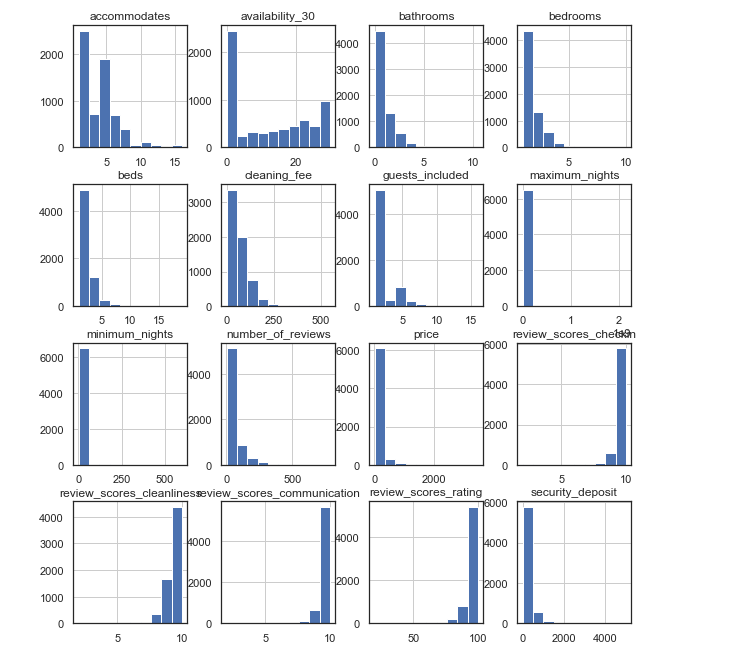 accommodates
2000
1000
0
5 10 15
availability_30
2000
1000
0
0 20
bathrooms
4000
3000
2000
1000
0
0 5 10
bedrooms
4000
3000
2000
1000
0
5 10
beds
4000
2000
0
5 10 15
cleaning_fee
3000
2000
1000
0
0 250 500
guests_included
4000
2000
0
5 10 15
maximum_nights
6000
4000
2000
0
0 1 2
1e9
minimum_nights
6000
4000
2000
0
0 250 500
number_of_reviews
4000
2000
0
0 500
price
6000
4000
2000
0
0 2000
review_scores_checkin
6000
4000
2000
0
5 10
review_scores_cleanliness
4000
3000
2000
1000
0
5 10
review_scores_communication
4000
2000
0
5 10
review_scores_rating
4000
2000
0
50 100
security_deposit
6000
4000
2000
0
0 2000 4000